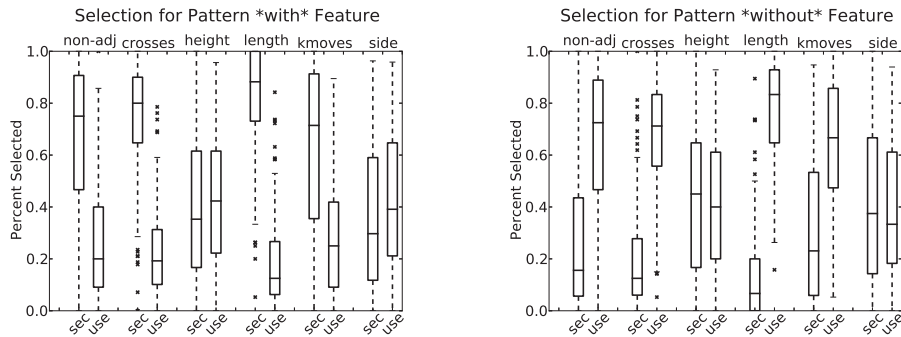 Selection for Pattern *with* Feature
non-adj crosses height length kmoves side
1.0
0.8
0.6
0.4
0.2
0.0
Percent Selected
sec use sec use sec use sec use sec use sec use
Selection for Pattern *without* Feature
non-adj crosses height length kmoves side
1.0
0.8
0.6
0.4
0.2
0.0
Percent Selected
sec use sec use sec use sec use sec use sec use